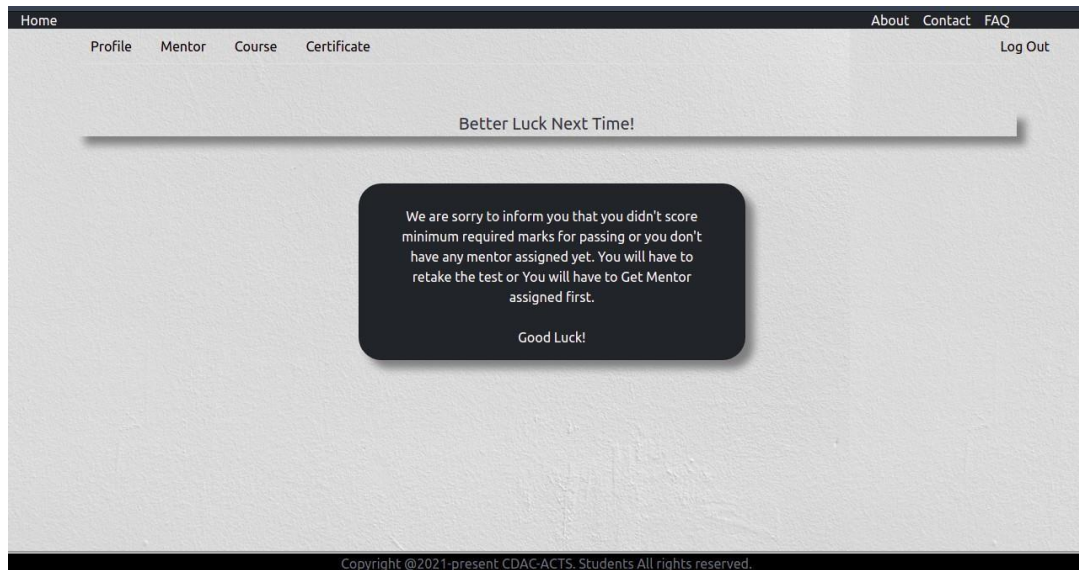 Home About Contact FAQ
Profile Mentor Course Certificate Log Out
Better Luck Next Time!
We are sorry to inform you that you didn't score
minimum required marks for passing or you don't
have any mentor assigned yet. You will have to
retake the test or You will have to Get Mentor
assigned first.
Good Luck!
Copyright @2021-present CDAC-ACTS. Students All rights reserved.